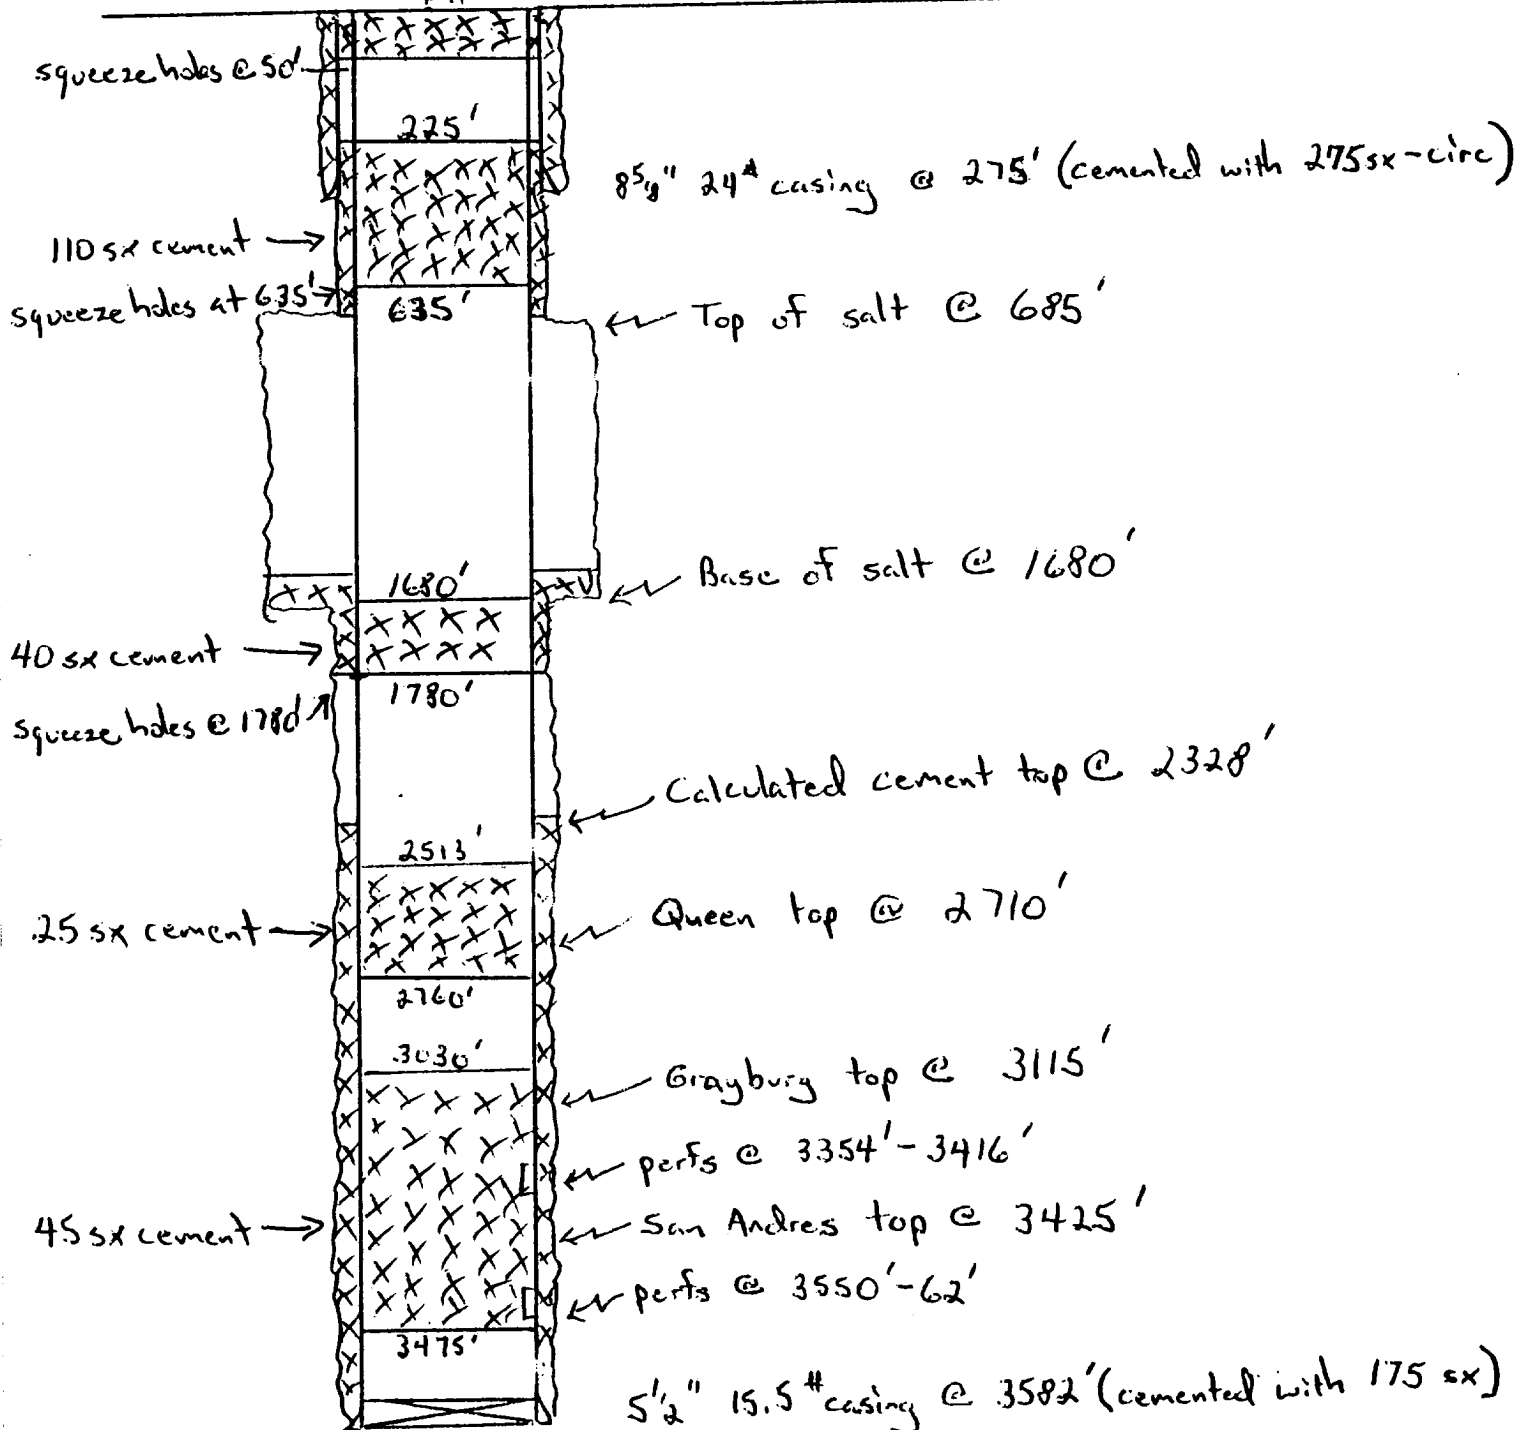 squeeze holes @ 50'
225'
8 5/8" 24# casing @ 275' (cemented with 275 sx-circ)
110 sx cement
squeeze holes at 635'
635'
Top of salt @ 685'
1680'
Base of salt @ 1680'
40 sx cement
1780'
squeeze holes @ 1780'
Calculated cement top @ 2328'
2513'
25 sx cement
Queen top @ 2710'
2760'
3030'
Grayburg top @ 3115'
perfs @ 3354'-3416'
45 sx cement
San Andres top @ 3425'
perfs @ 3550'-62'
3475'
5 1/2" 15.5# casing @ 3582' (cemented with 175 sx)